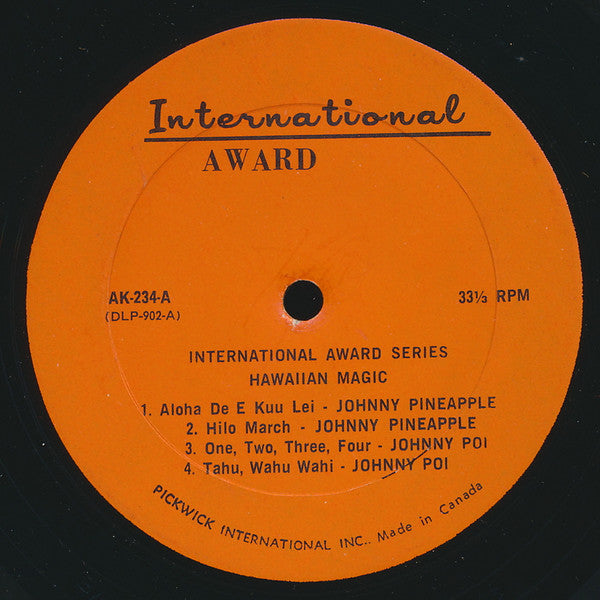 International
AWARD
AK-234-A
(DLP-902-A)
33⅓ RPM
INTERNATIONAL AWARD SERIES
HAWAIIAN MAGIC
1. Aloha De E Kuu Lei - JOHNNY PINEAPPLE
2. Hilo March - JOHNNY PINEAPPLE
3. One, Two, Three, Four - JOHNNY POI
4. Tahu, Wahu Wahi - JOHNNY POI
PICKWICK INTERNATIONAL INC.. Made in Canada